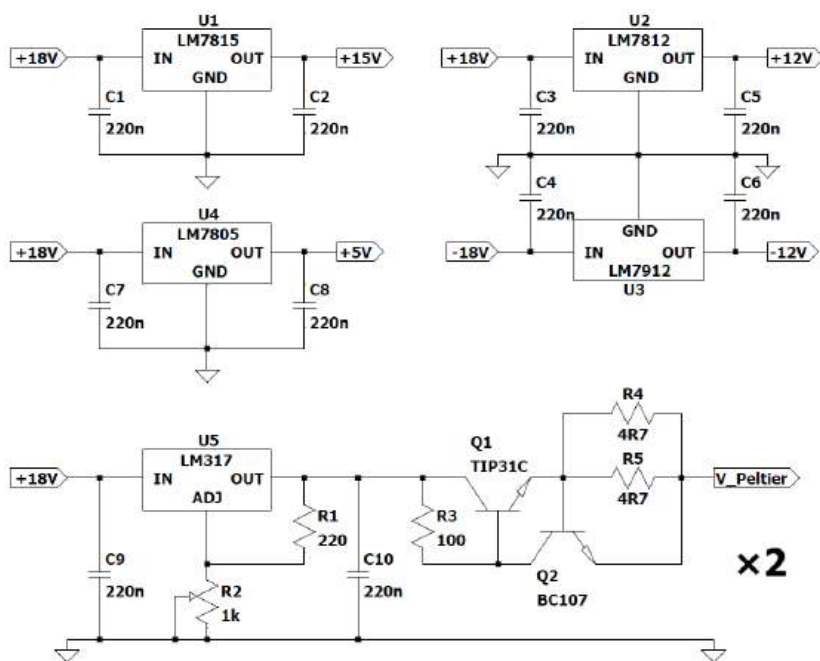 U1
LM7815
+18V
IN
OUT
+15V
GND
C1
220n
C2
220n
U2
LM7812
+18V
IN
OUT
+12V
GND
C3
220n
C5
220n
C4
220n
C6
220n
GND
-18V
IN
OUT
-12V
LM7912
U3
U4
LM7805
+18V
IN
OUT
+5V
GND
C7
220n
C8
220n
U5
LM317
+18V
IN
OUT
ADJ
R1
220
C9
220n
R2
1k
C10
220n
R3
100
Q1
TIP31C
R4
4R7
R5
4R7
V_Peltier
Q2
BC107
×2